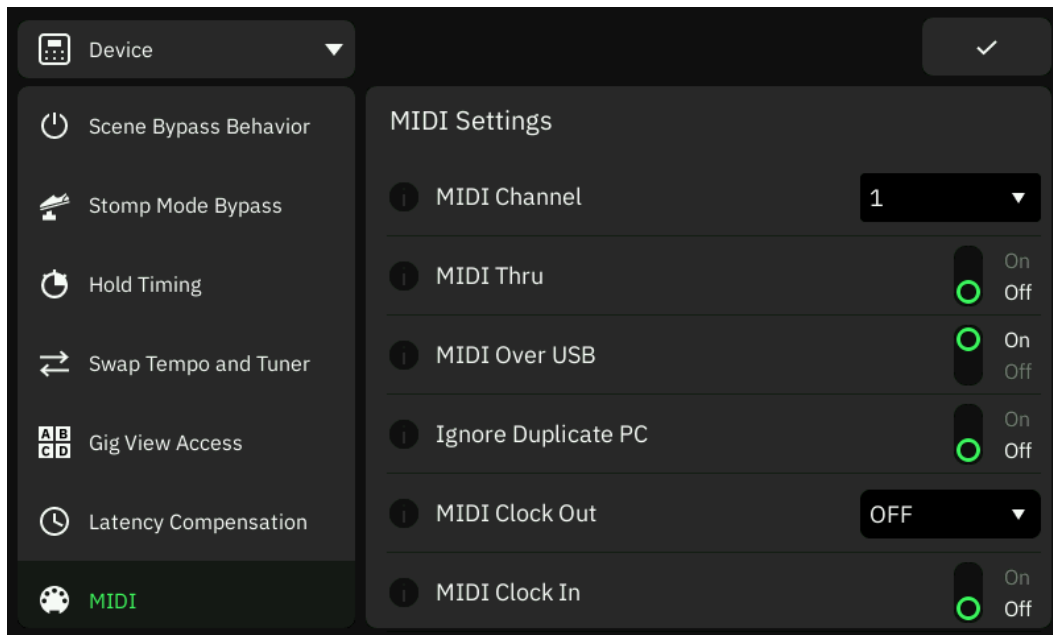 Device
Scene Bypass Behavior
Stomp Mode Bypass
Hold Timing
Swap Tempo and Tuner
A B
C D
Gig View Access
Latency Compensation
MIDI
MIDI Settings
MIDI Channel
1
MIDI Thru
On
Off
MIDI Over USB
On
Off
Ignore Duplicate PC
On
Off
MIDI Clock Out
OFF
MIDI Clock In
On
Off